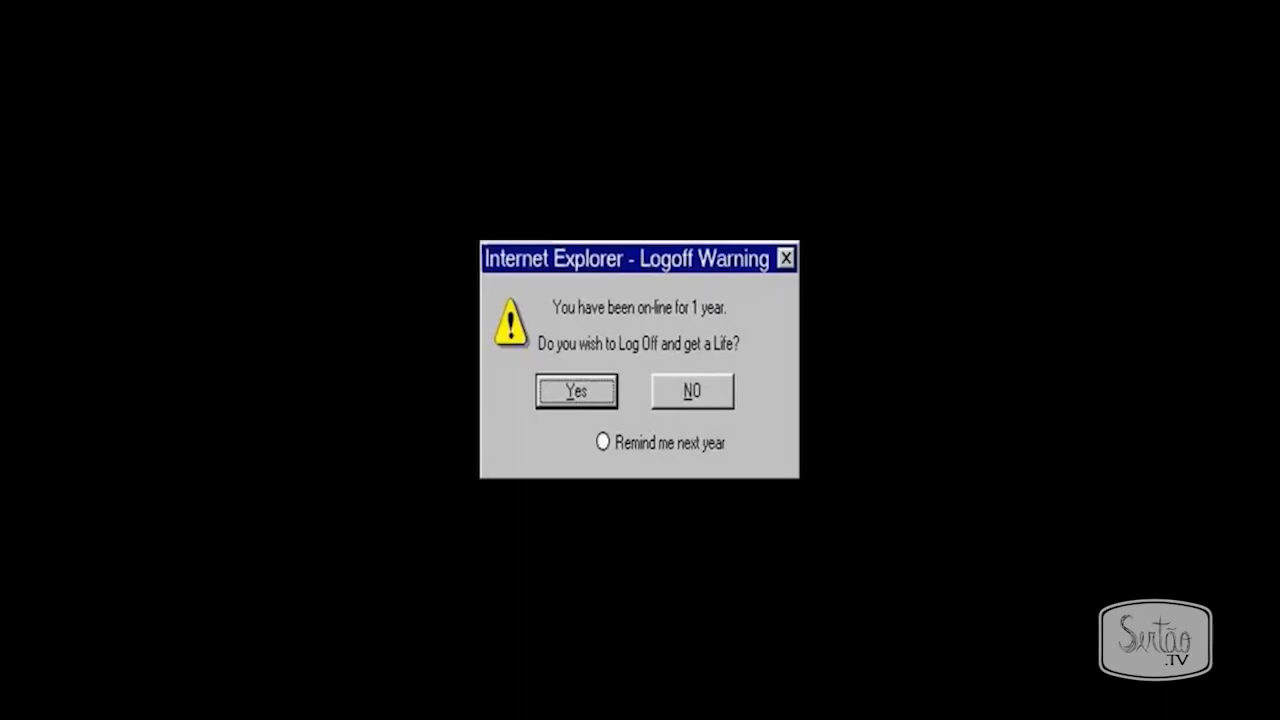 Internet Explorer - Logoff Warning
You have been on-line for 1 year.
Do you wish to Log Off and get a Life?
Yes
NO
Remind me next year
Sertão
.TV